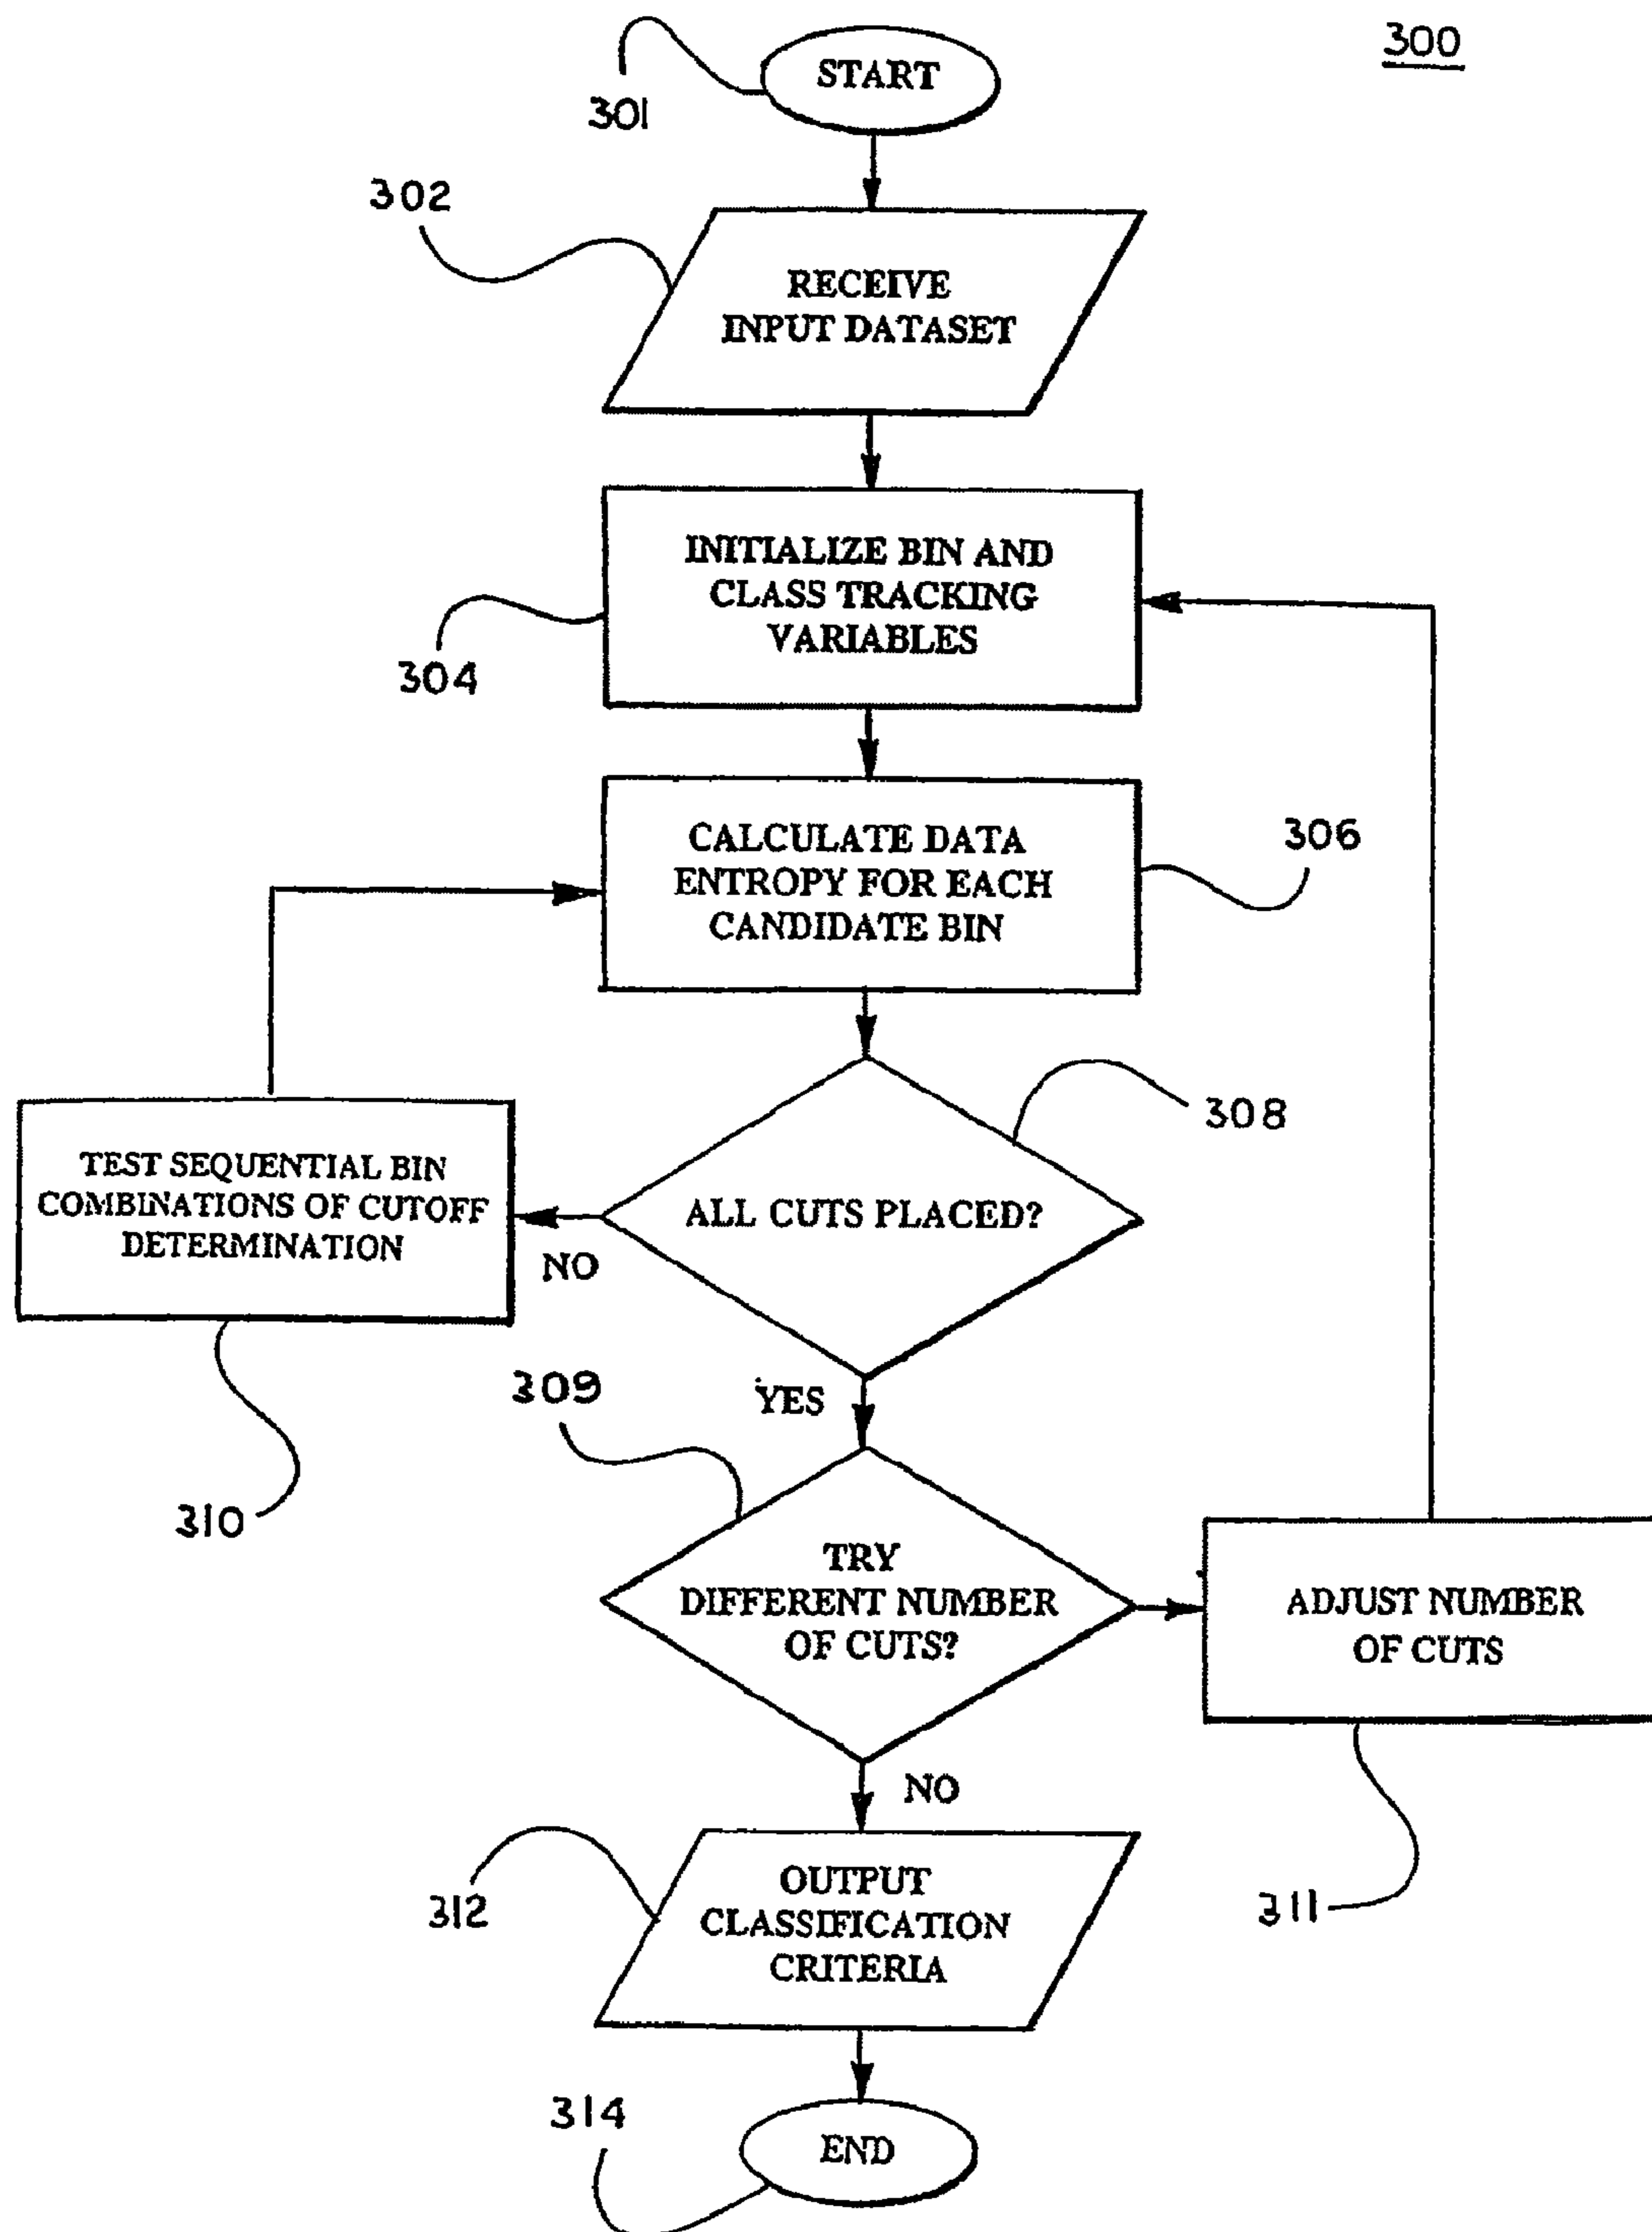 300
START
301
302
RECEIVE
INPUT DATASET
INITIALIZE BIN AND
CLASS TRACKING
VARIABLES
304
CALCULATE DATA
ENTROPY FOR EACH
CANDIDATE BIN
306
308
TEST SEQUENTIAL BIN
COMBINATIONS OF CUTOFF
DETERMINATION
ALL CUTS PLACED?
NO
309
YES
310
TRY
DIFFERENT NUMBER
OF CUTS?
ADJUST NUMBER
OF CUTS
NO
312
OUTPUT
CLASSIFICATION
CRITERIA
311
314
END